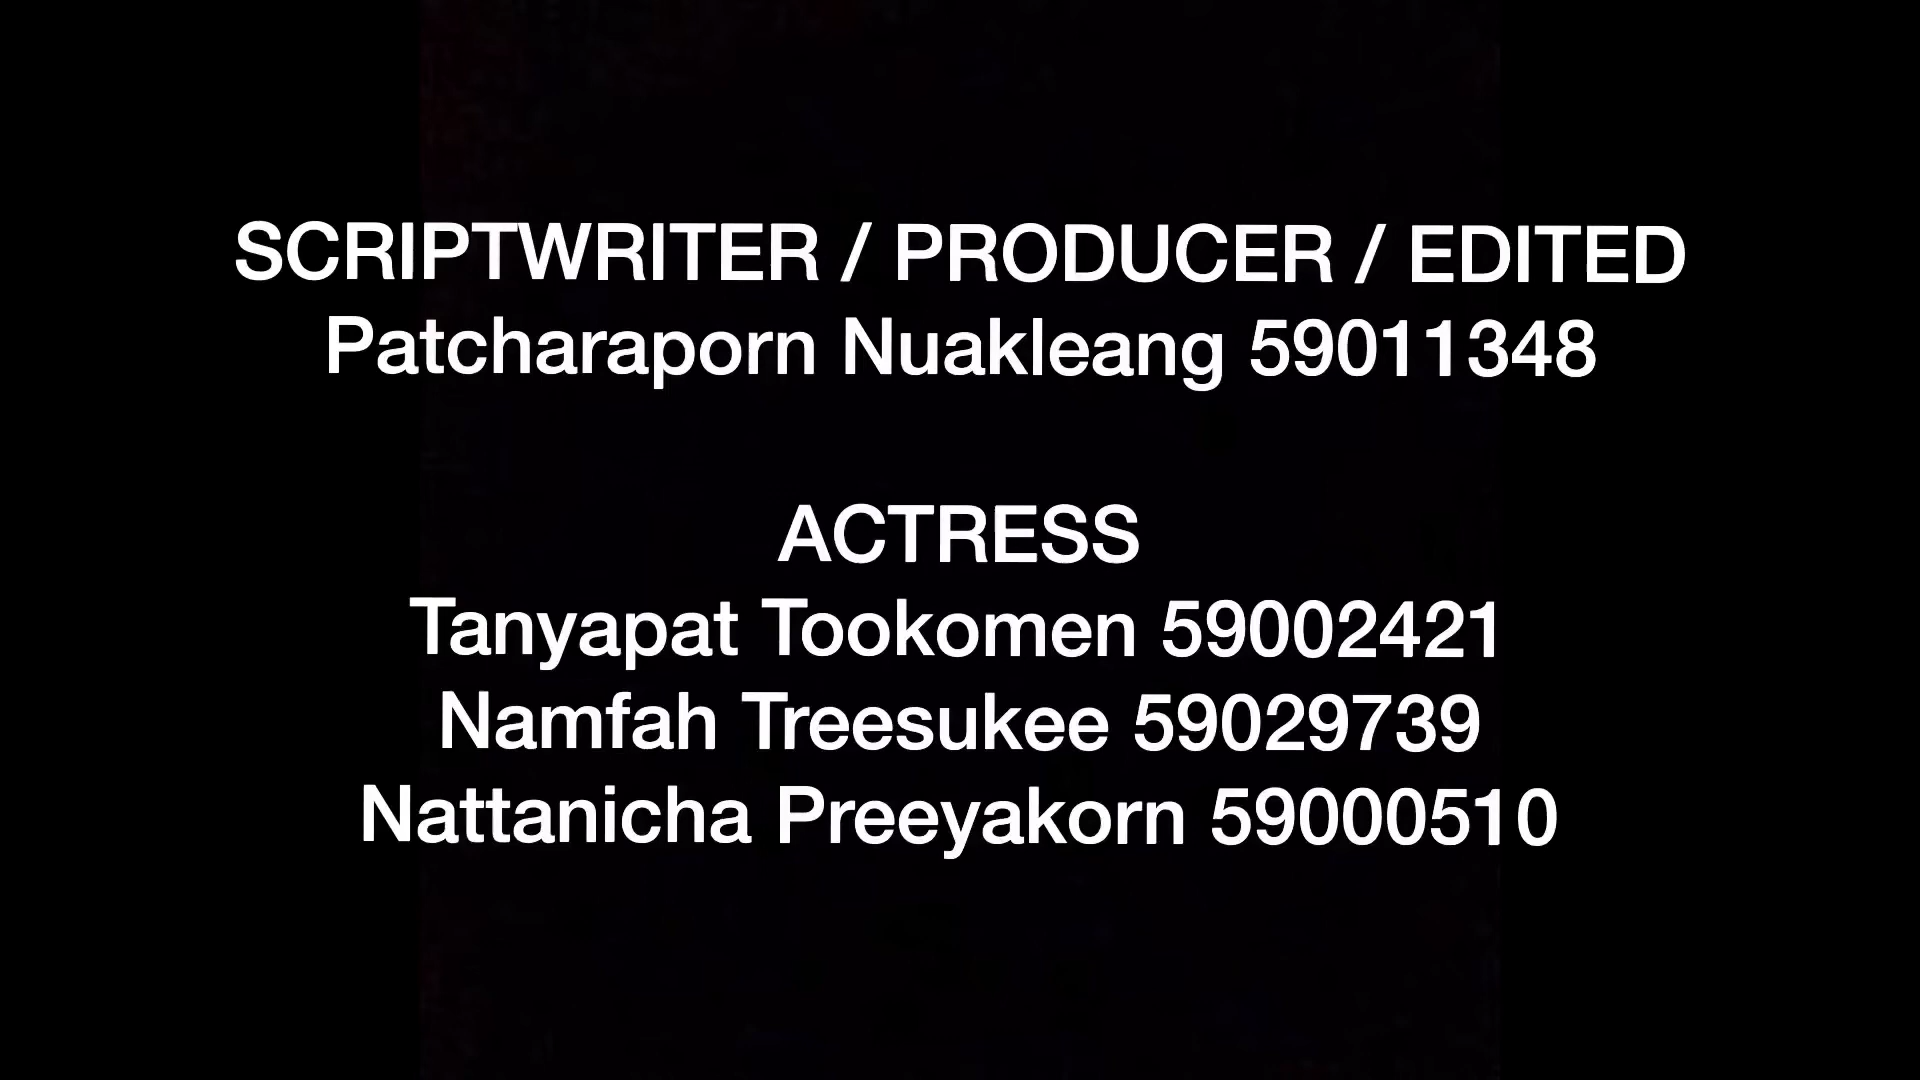 SCRIPTWRITER / PRODUCER / EDITED
Patcharaporn Nuakleang 59011348
ACTRESS
Tanyapat Tookomen 59002421
Namfah Treesukee 59029739
Nattanicha Preeyakorn 59000510